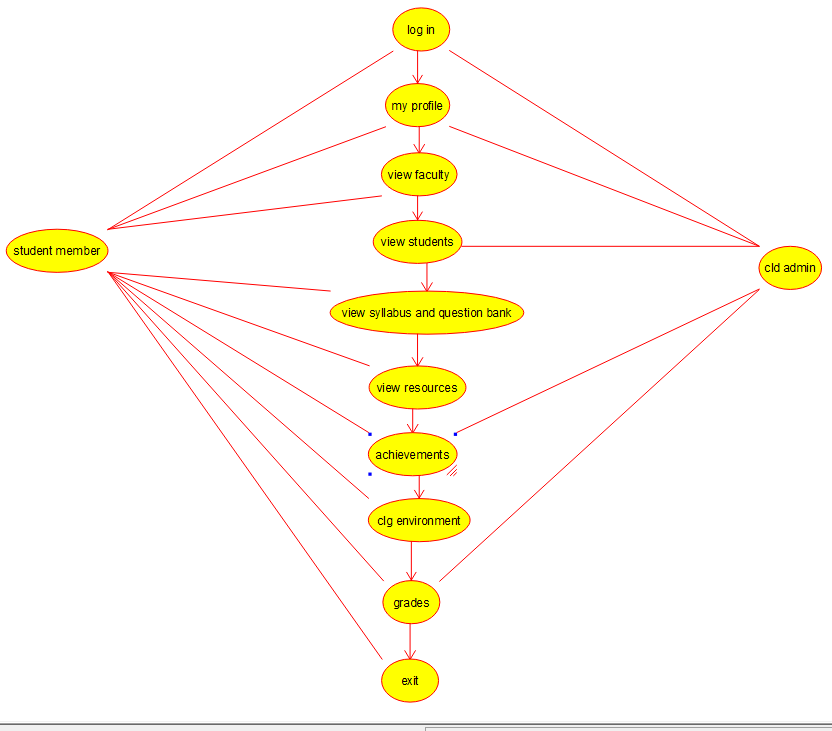 log in
my profile
view faculty
view students
student member
cld admin
view syllabus and question bank
view resources
achievements
clg environment
grades
exit